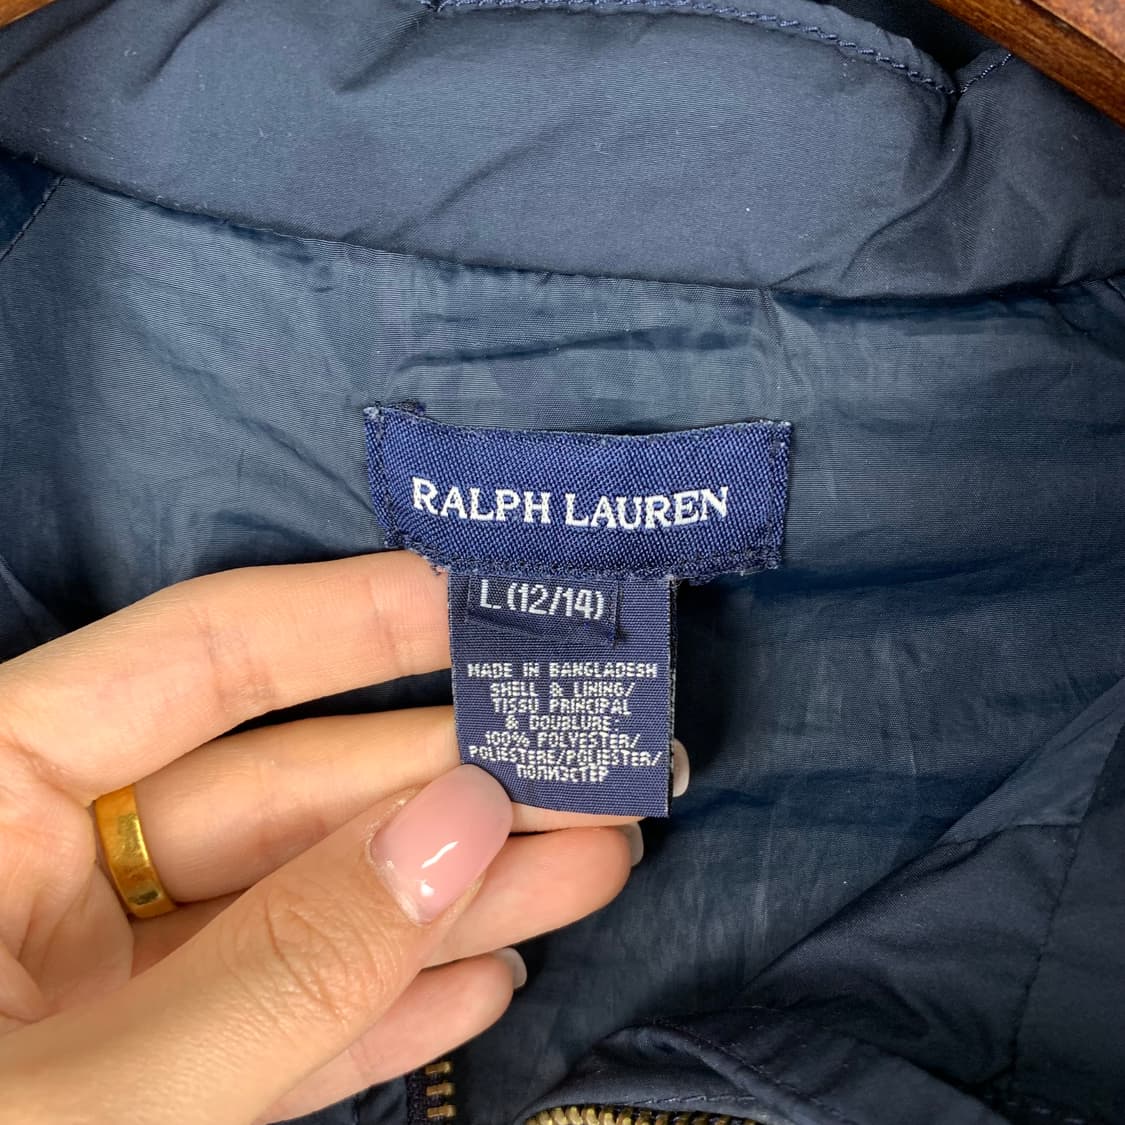 RALPH LAUREN
L (12/14)
MADE IN BANGLADESH
SHELL & LINING/
TISSU PRINCIPAL
& DOUBLURE:
100% POLYESTER/
POLIESTERE/POLIESTER/
ПОЛИЭСТЕР